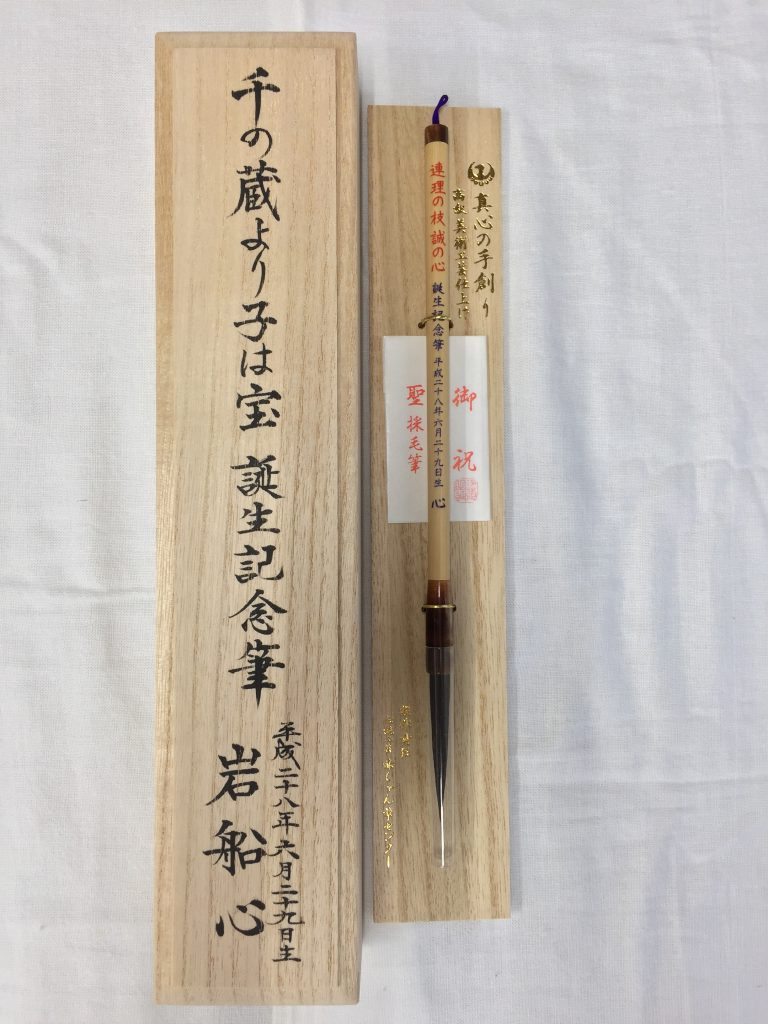 千の蔵より子は宝 誕生記念筆
平成二十八年六月二十九日生
岩船心
真心の手創り
高級美術工芸仕上げ
連理の枝 誠の心 誕生記念筆 平成二十八年六月二十九日生 心
御祝
聖採毛筆